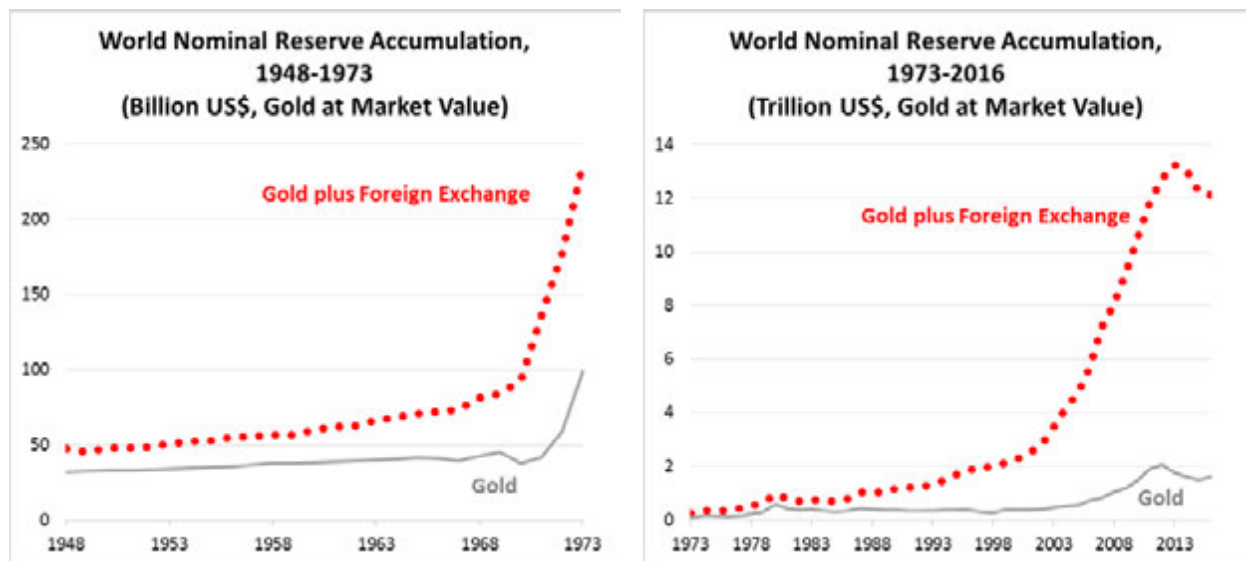 World Nominal Reserve Accumulation,
1948-1973
(Billion US$, Gold at Market Value)
250
200
150
100
50
0
Gold plus Foreign Exchange
Gold
1948 1953 1958 1963 1968 1973
World Nominal Reserve Accumulation,
1973-2016
(Trillion US$, Gold at Market Value)
14
12
10
8
6
4
2
0
Gold plus Foreign Exchange
Gold
1973 1978 1983 1988 1993 1998 2003 2008 2013